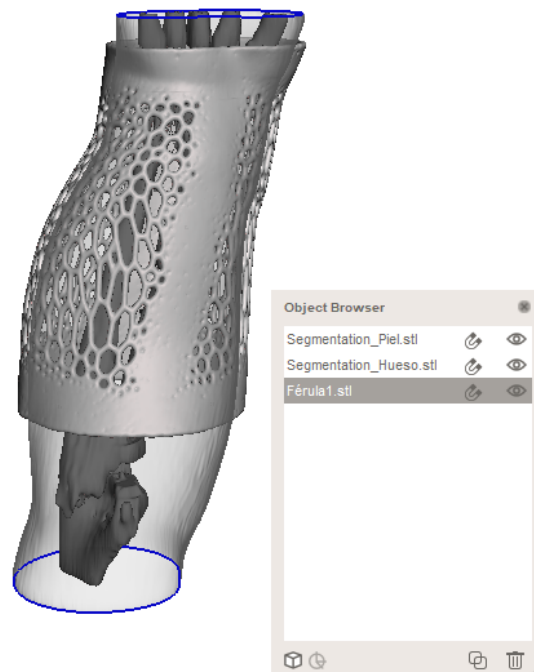 Object Browser
Segmentation_Piel.stl
Segmentation_Hueso.stl
Férula1.stl